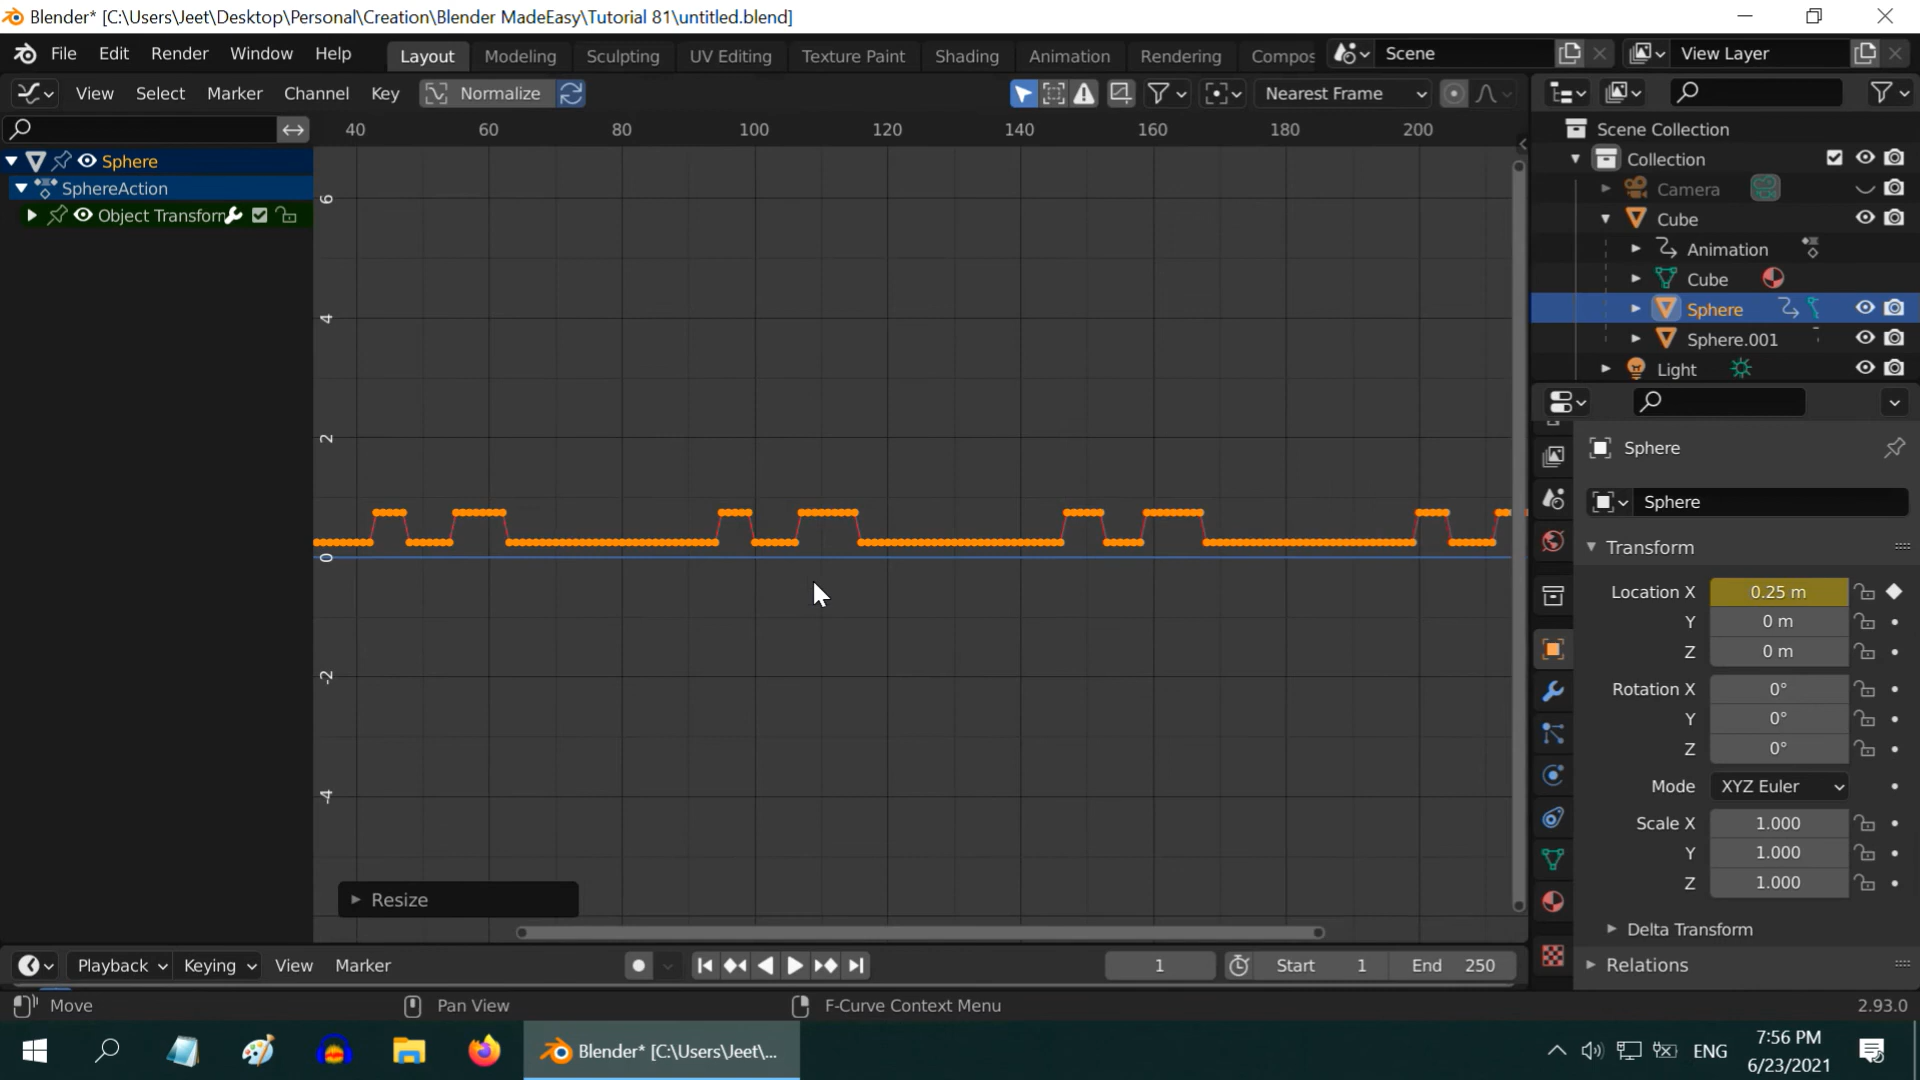 Blender* [C:\Users\Jeet\Desktop\Personal\Creation\Blender MadeEasy\Tutorial 81\untitled.blend]
File Edit Render Window Help Layout Modeling Sculpting UV Editing Texture Paint Shading Animation Rendering Compos Scene View Layer
View Select Marker Channel Key Normalize Nearest Frame
40 60 80 100 120 140 160 180 200
Sphere
SphereAction
Object Transform
6
4
2
0
-2
-4
Resize
Scene Collection
Collection
Camera
Cube
Animation
Cube
Sphere
Sphere.001
Light
Sphere
Sphere
Transform
Location X 0.25 m
Y 0 m
Z 0 m
Rotation X 0°
Y 0°
Z 0°
Mode XYZ Euler
Scale X 1.000
Y 1.000
Z 1.000
Delta Transform
Relations
Playback Keying View Marker 1 Start 1 End 250
Move Pan View F-Curve Context Menu 2.93.0
Blender* [C:\Users\Jeet\... ENG 7:56 PM
6/23/2021